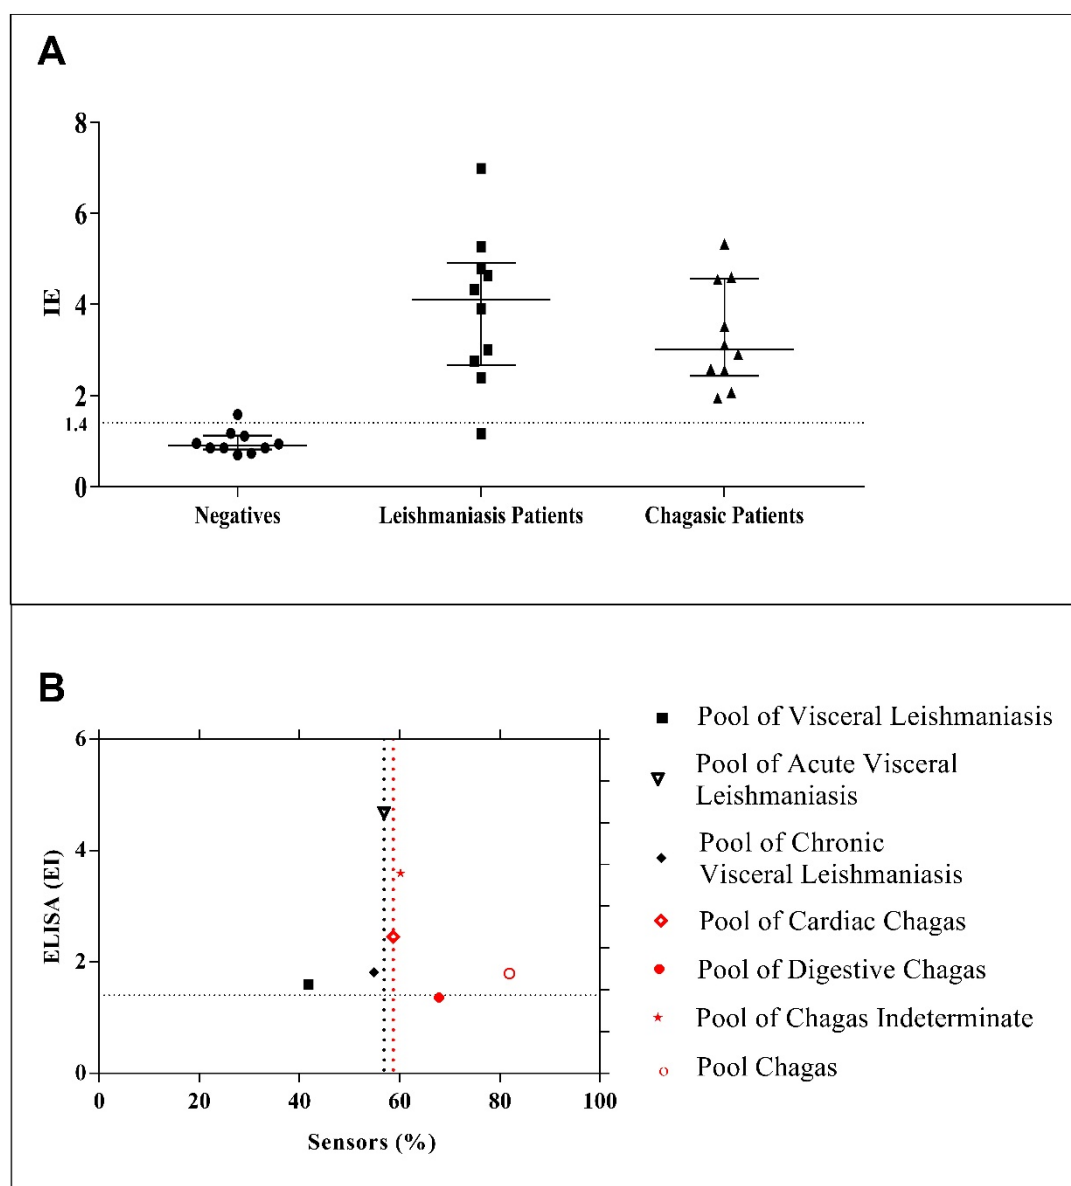 A
8
6
4
2
1.4
0
IE
Negatives
Leishmaniasis Patients
Chagasic Patients
B
6
4
2
0
ELISA (EI)
0
20
40
60
80
100
Sensors (%)
Pool of Visceral Leishmaniasis
Pool of Acute Visceral
Leishmaniasis
Pool of Chronic
Visceral Leishmaniasis
Pool of Cardiac Chagas
Pool of Digestive Chagas
Pool of Chagas Indeterminate
Pool Chagas